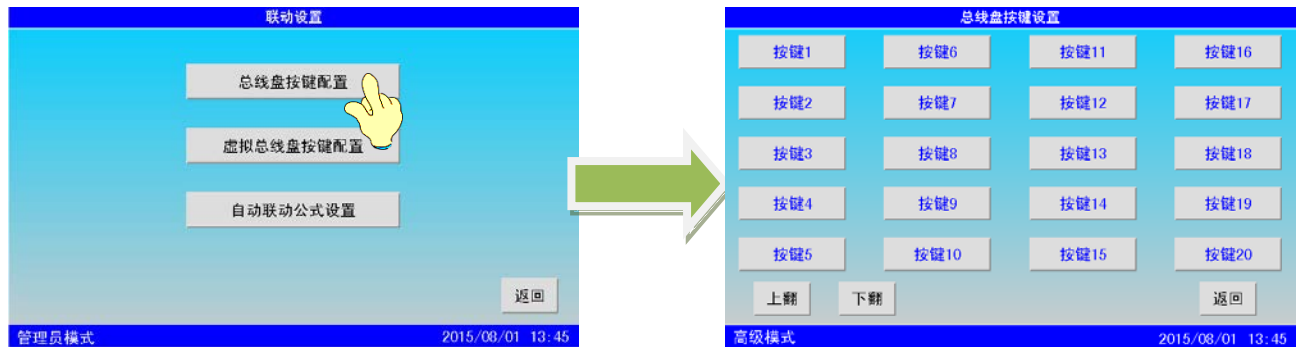 联动设置
总线盘按键配置
虚拟总线盘按键配置
自动联动公式设置
返回
管理员模式 2015/08/01 13:45
总线盘按键设置
按键1 按键6 按键11 按键16
按键2 按键7 按键12 按键17
按键3 按键8 按键13 按键18
按键4 按键9 按键14 按键19
按键5 按键10 按键15 按键20
上翻 下翻 返回
高级模式 2015/08/01 13:45